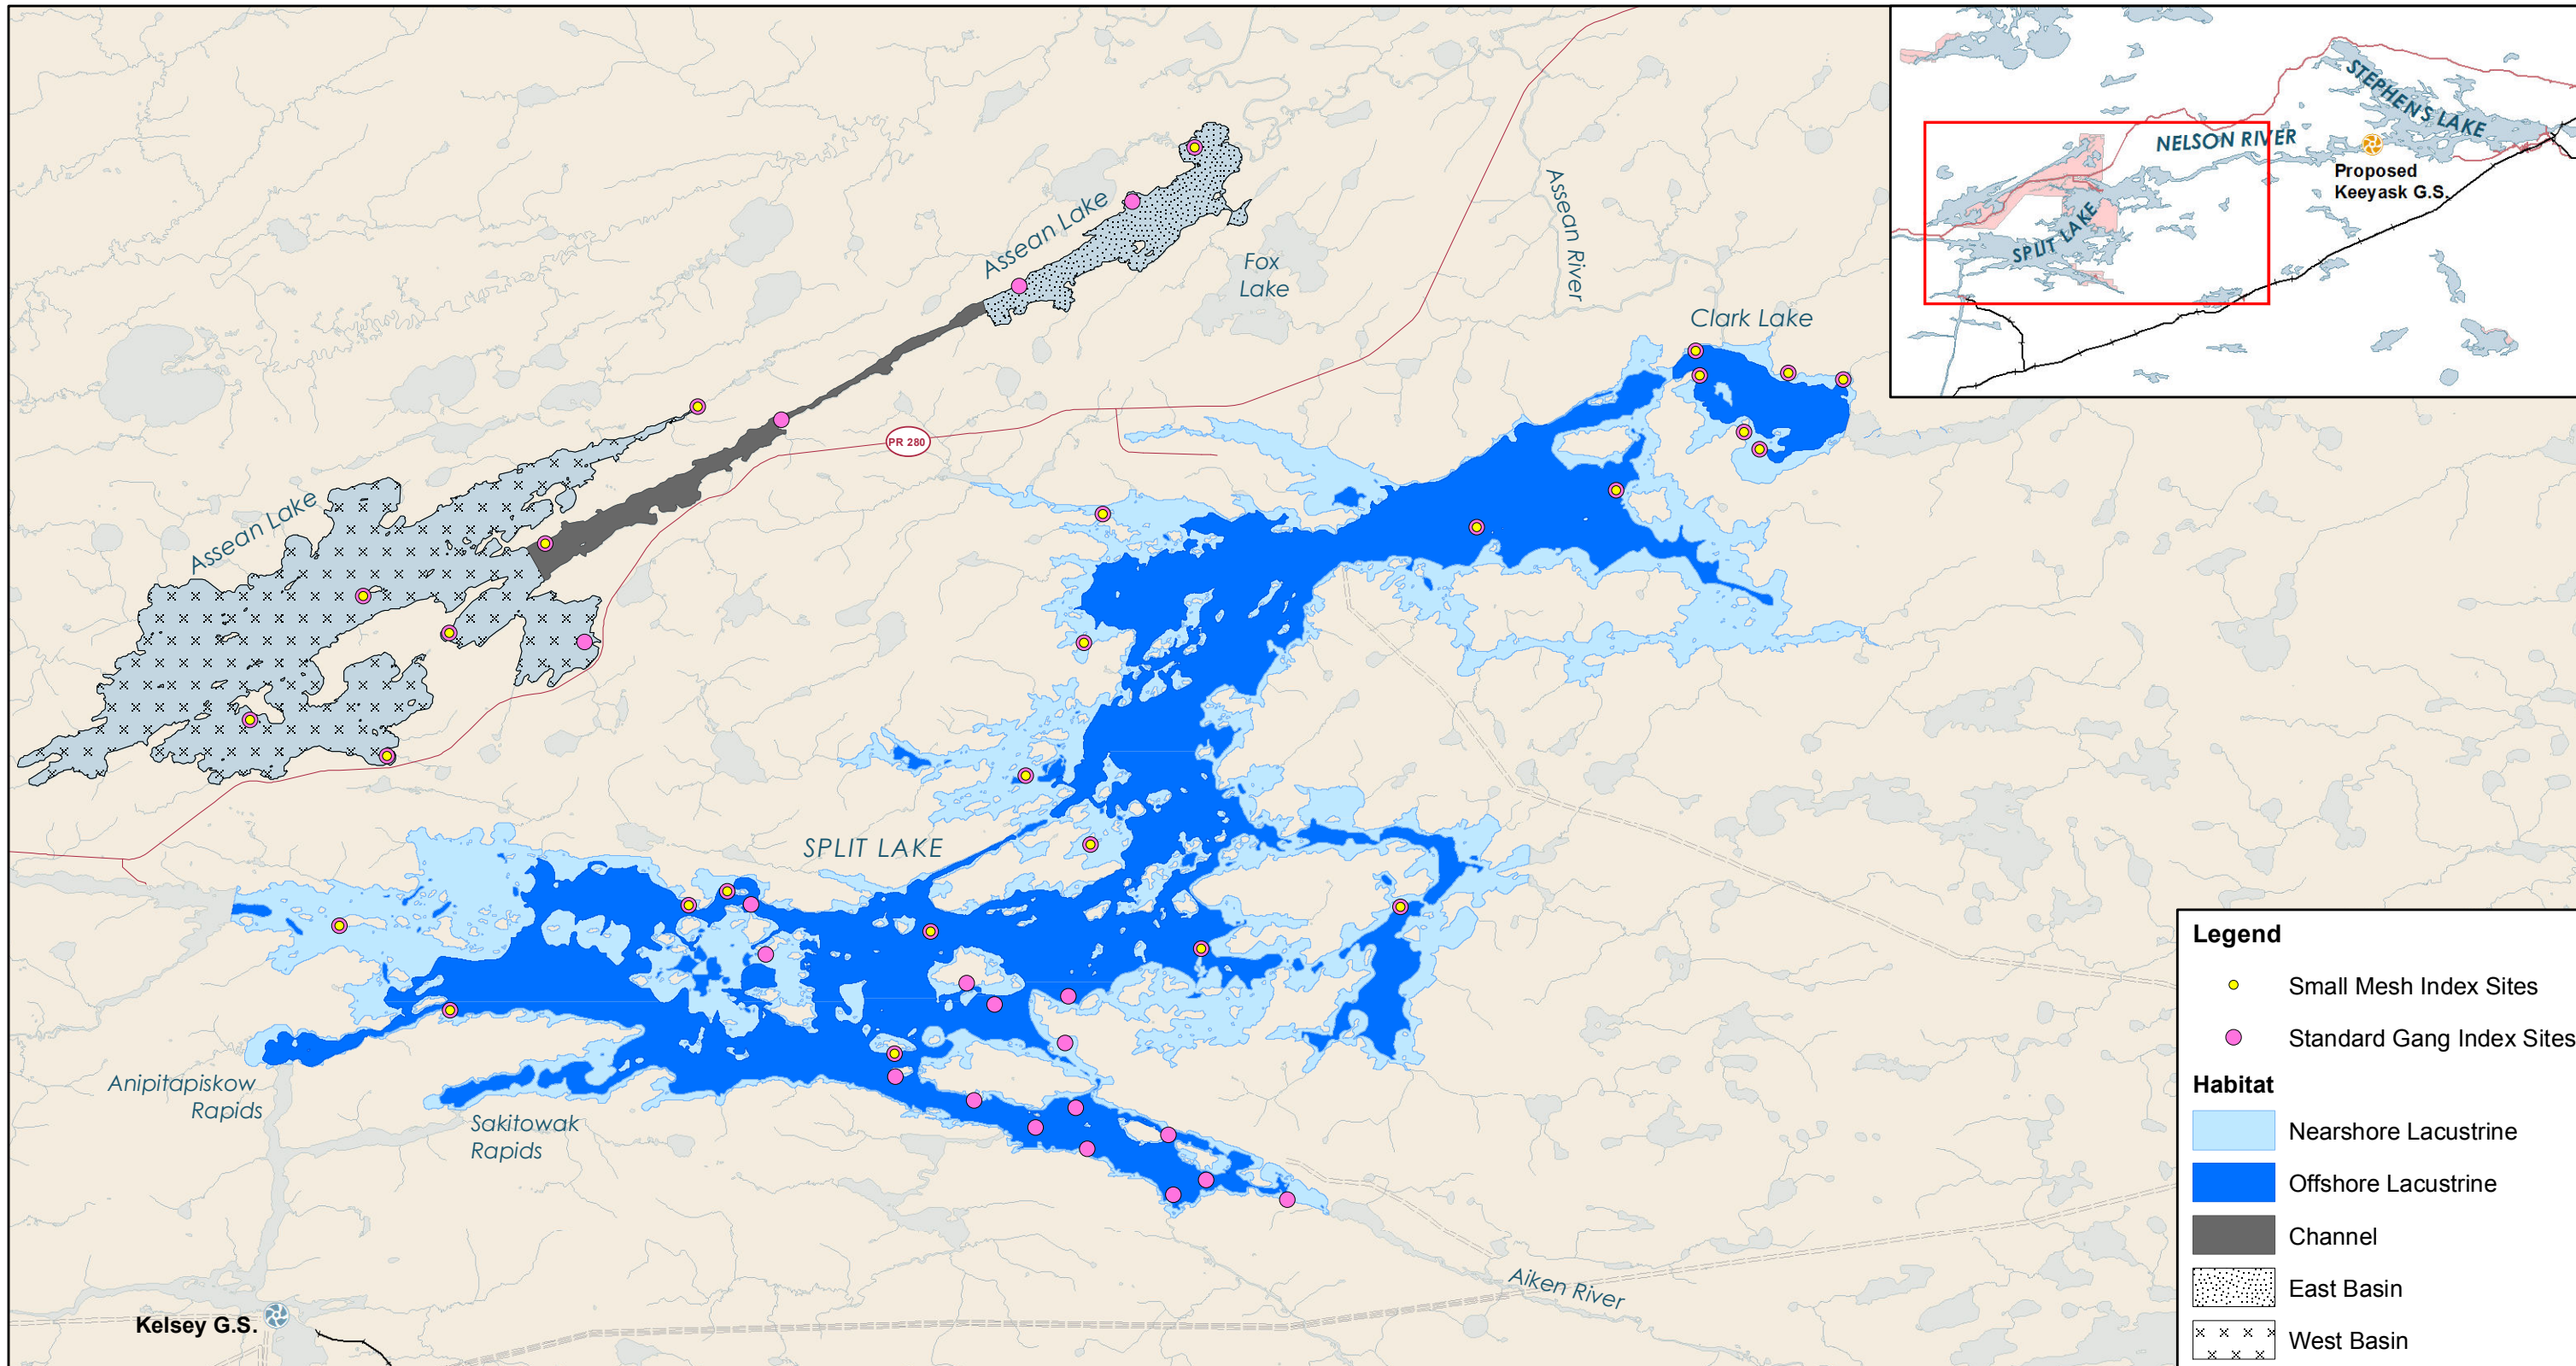 STEPHENS LAKE
NELSON RIVER
Proposed
Keeyask G.S.
SPLIT LAKE
Assean Lake
Fox
Lake
Assean River
Clark Lake
PR 280
Assean Lake
SPLIT LAKE
Anipitapiskow
Rapids
Sakitowak
Rapids
Aiken River
Kelsey G.S.
Legend
Small Mesh Index Sites
Standard Gang Index Sites
Habitat
Nearshore Lacustrine
Offshore Lacustrine
Channel
East Basin
West Basin